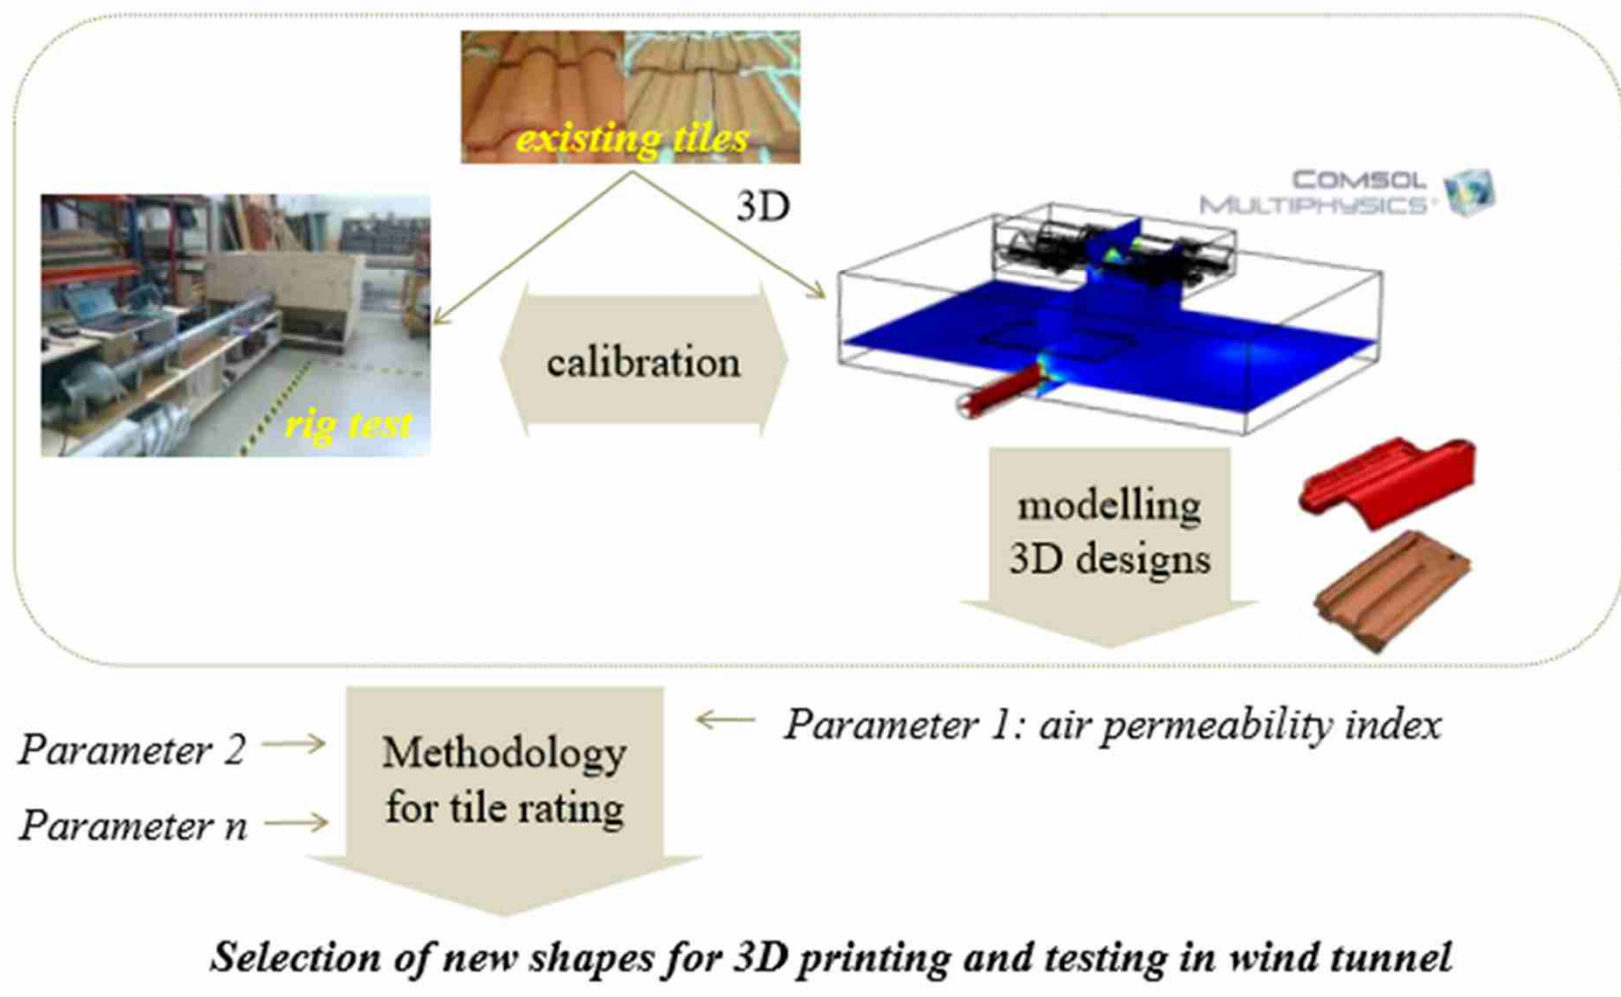 existing tiles
3D
COMSOL
MULTIPHYSICS®
rig test
calibration
modelling
3D designs
Parameter 1: air permeability index
Parameter 2
Methodology
for tile rating
Parameter n
Selection of new shapes for 3D printing and testing in wind tunnel